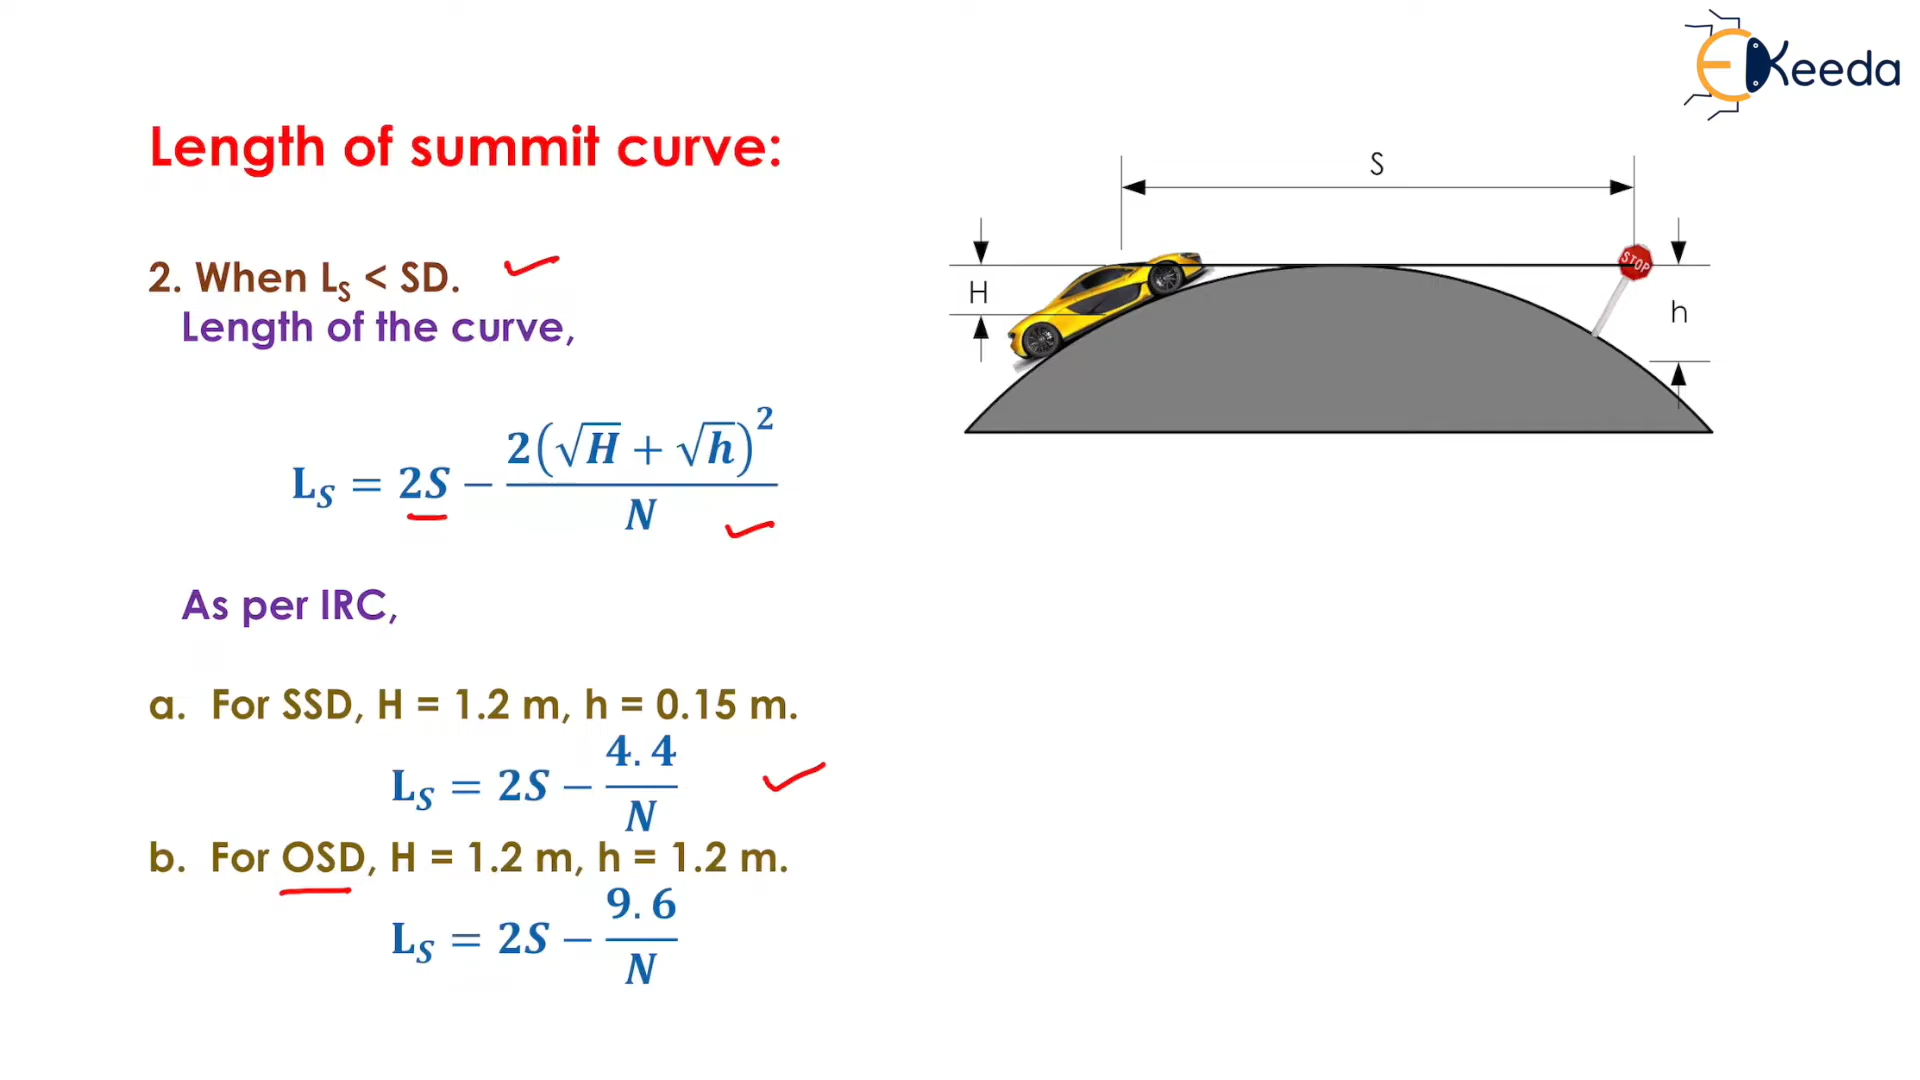 Keeda
Length of summit curve:
2. When L_S < SD.
Length of the curve,
L_S = 2S − 2(√H + √h)² / N
As per IRC,
a. For SSD, H = 1.2 m, h = 0.15 m.
L_S = 2S − 4.4 / N
b. For OSD, H = 1.2 m, h = 1.2 m.
L_S = 2S − 9.6 / N
S
H
STOP
h